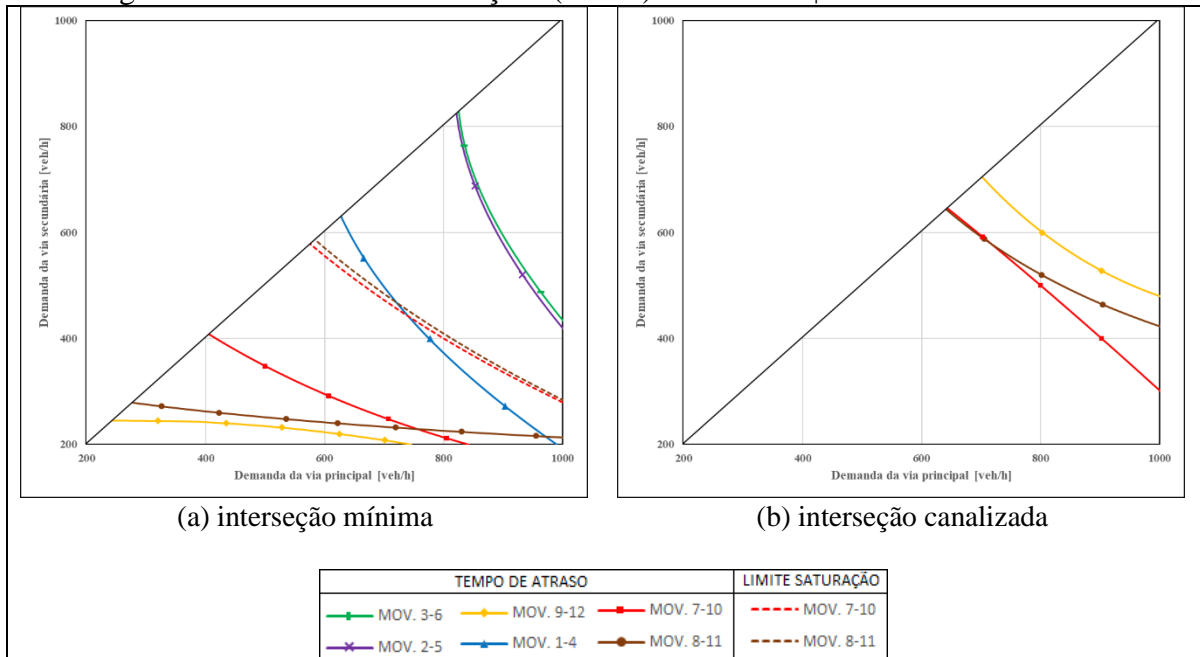 1000
800
600
400
200
200
400
600
800
1000
Demanda da via secundária [veh/h]
Demanda da via principal [veh/h]
(a) interseção mínima
1000
800
600
400
200
200
400
600
800
1000
Demanda da via secundária [veh/h]
Demanda da via principal [veh/h]
(b) interseção canalizada
TEMPO DE ATRASO LIMITE SATURAÇÃO
MOV. 3-6 MOV. 9-12 MOV. 7-10 MOV. 7-10
MOV. 2-5 MOV. 1-4 MOV. 8-11 MOV. 8-11